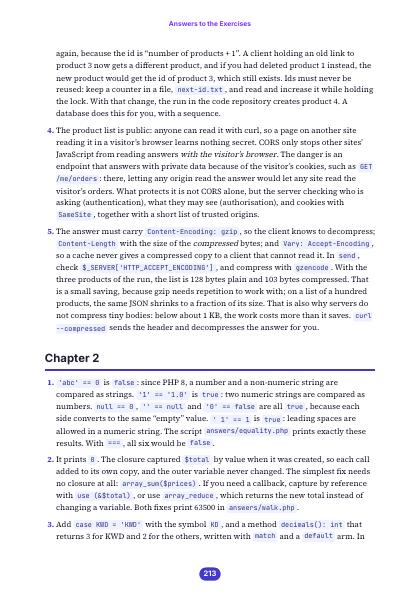 Answers to the Exercises
again, because the id is “number of products + 1”. A client holding an old link to
product 3 now gets a different product, and if you had deleted product 1 instead, the
new product would get the id of product 3, which still exists. Ids must never be
reused: keep a counter in a file, next-id.txt, and read and increase it while holding
the lock. With that change, the run in the code repository creates product 4. A
database does this for you, with a sequence.
4. The product list is public: anyone can read it with curl, so a page on another site
reading it in a visitor’s browser learns nothing secret. CORS only stops other sites’
JavaScript from reading answers with the visitor’s browser. The danger is an
endpoint that answers with private data because of the visitor’s cookies, such as GET
/me/orders: there, letting any origin read the answer would let any site read the
visitor’s orders. What protects it is not CORS alone, but the server checking who is
asking (authentication), what they may see (authorisation), and cookies with
SameSite, together with a short list of trusted origins.
5. The answer must carry Content-Encoding: gzip, so the client knows to decompress;
Content-Length with the size of the compressed bytes; and Vary: Accept-Encoding,
so a cache never gives a compressed copy to a client that cannot read it. In send,
check $_SERVER['HTTP_ACCEPT_ENCODING'], and compress with gzencode. With the
three products of the run, the list is 128 bytes plain and 103 bytes compressed. That
is a small saving, because gzip needs repetition to work with; on a list of a hundred
products, the same JSON shrinks to a fraction of its size. That is also why servers do
not compress tiny bodies: below about 1 KB, the work costs more than it saves. curl
--compressed sends the header and decompresses the answer for you.
Chapter 2
1. 'abc' == 0 is false: since PHP 8, a number and a non-numeric string are
compared as strings. '1' == '1.0' is true: two numeric strings are compared as
numbers. null == 0, '' == null and '0' == false are all true, because each
side converts to the same “empty” value. ' 1' == 1 is true: leading spaces are
allowed in a numeric string. The script answers/equality.php prints exactly these
results. With ===, all six would be false.
2. It prints 0. The closure captured $total by value when it was created, so each call
added to its own copy, and the outer variable never changed. The simplest fix needs
no closure at all: array_sum($prices). If you need a callback, capture by reference
with use (&$total), or use array_reduce, which returns the new total instead of
changing a variable. Both fixes print 63500 in answers/walk.php.
3. Add case KWD = 'KWD' with the symbol KD, and a method decimals(): int that
returns 3 for KWD and 2 for the others, written with match and a default arm. In
213